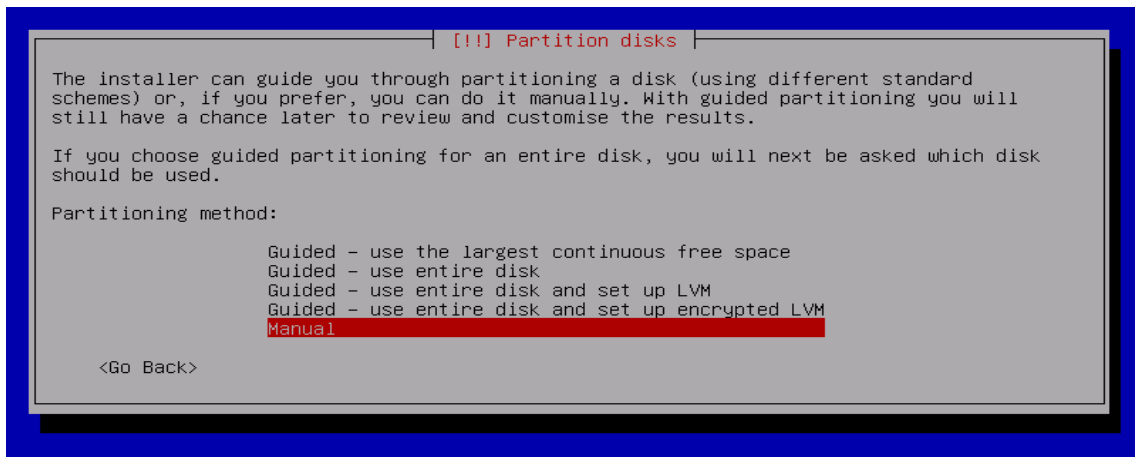 [!!] Partition disks
The installer can guide you through partitioning a disk (using different standard
schemes) or, if you prefer, you can do it manually. With guided partitioning you will
still have a chance later to review and customise the results.
If you choose guided partitioning for an entire disk, you will next be asked which disk
should be used.
Partitioning method:
Guided - use the largest continuous free space
Guided - use entire disk
Guided - use entire disk and set up LVM
Guided - use entire disk and set up encrypted LVM
Manual
<Go Back>